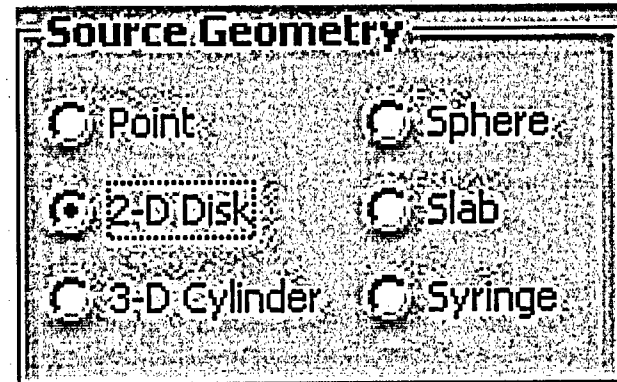 Source Geometry
Point
Sphere
2-D Disk
Slab
3-D Cylinder
Syringe